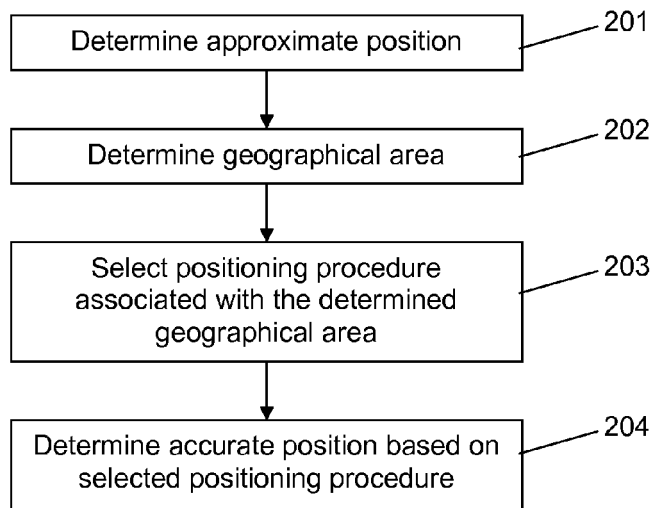 Determine approximate position
201
Determine geographical area
202
Select positioning procedure
associated with the determined
geographical area
203
Determine accurate position based on
selected positioning procedure
204